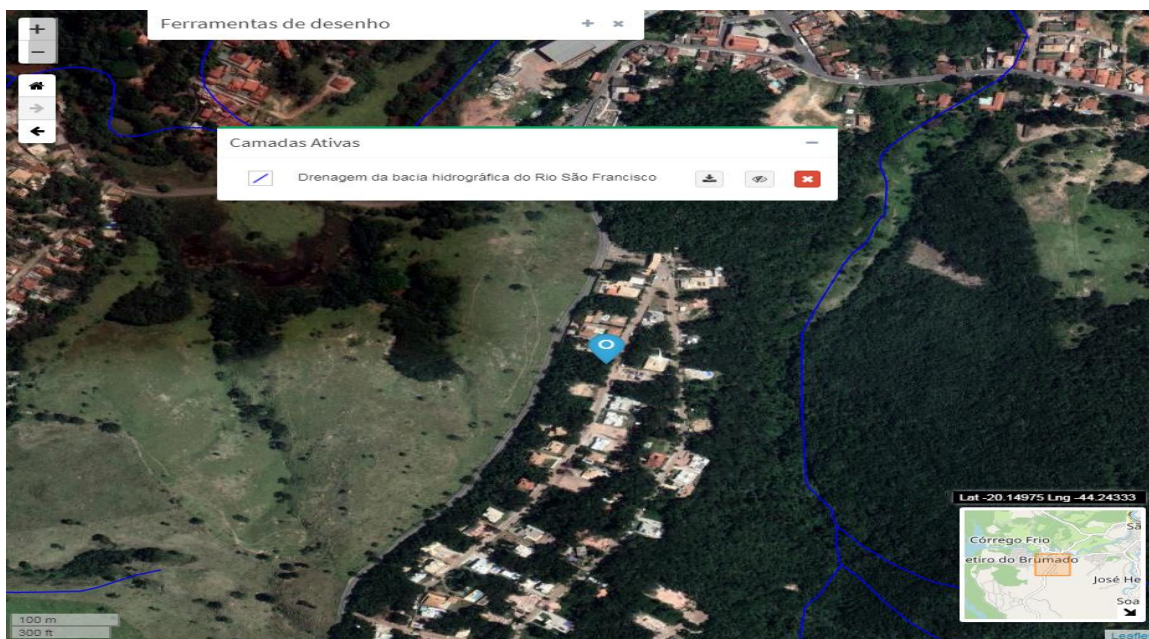 Ferramentas de desenho
Camadas Ativas
Drenagem da bacia hidrográfica do Rio São Francisco
Lat -20.14975 Lng -44.24333
Sã
Córrego Frio
etiro do Brumado
José He
Soa
100 m
300 ft
Leafle